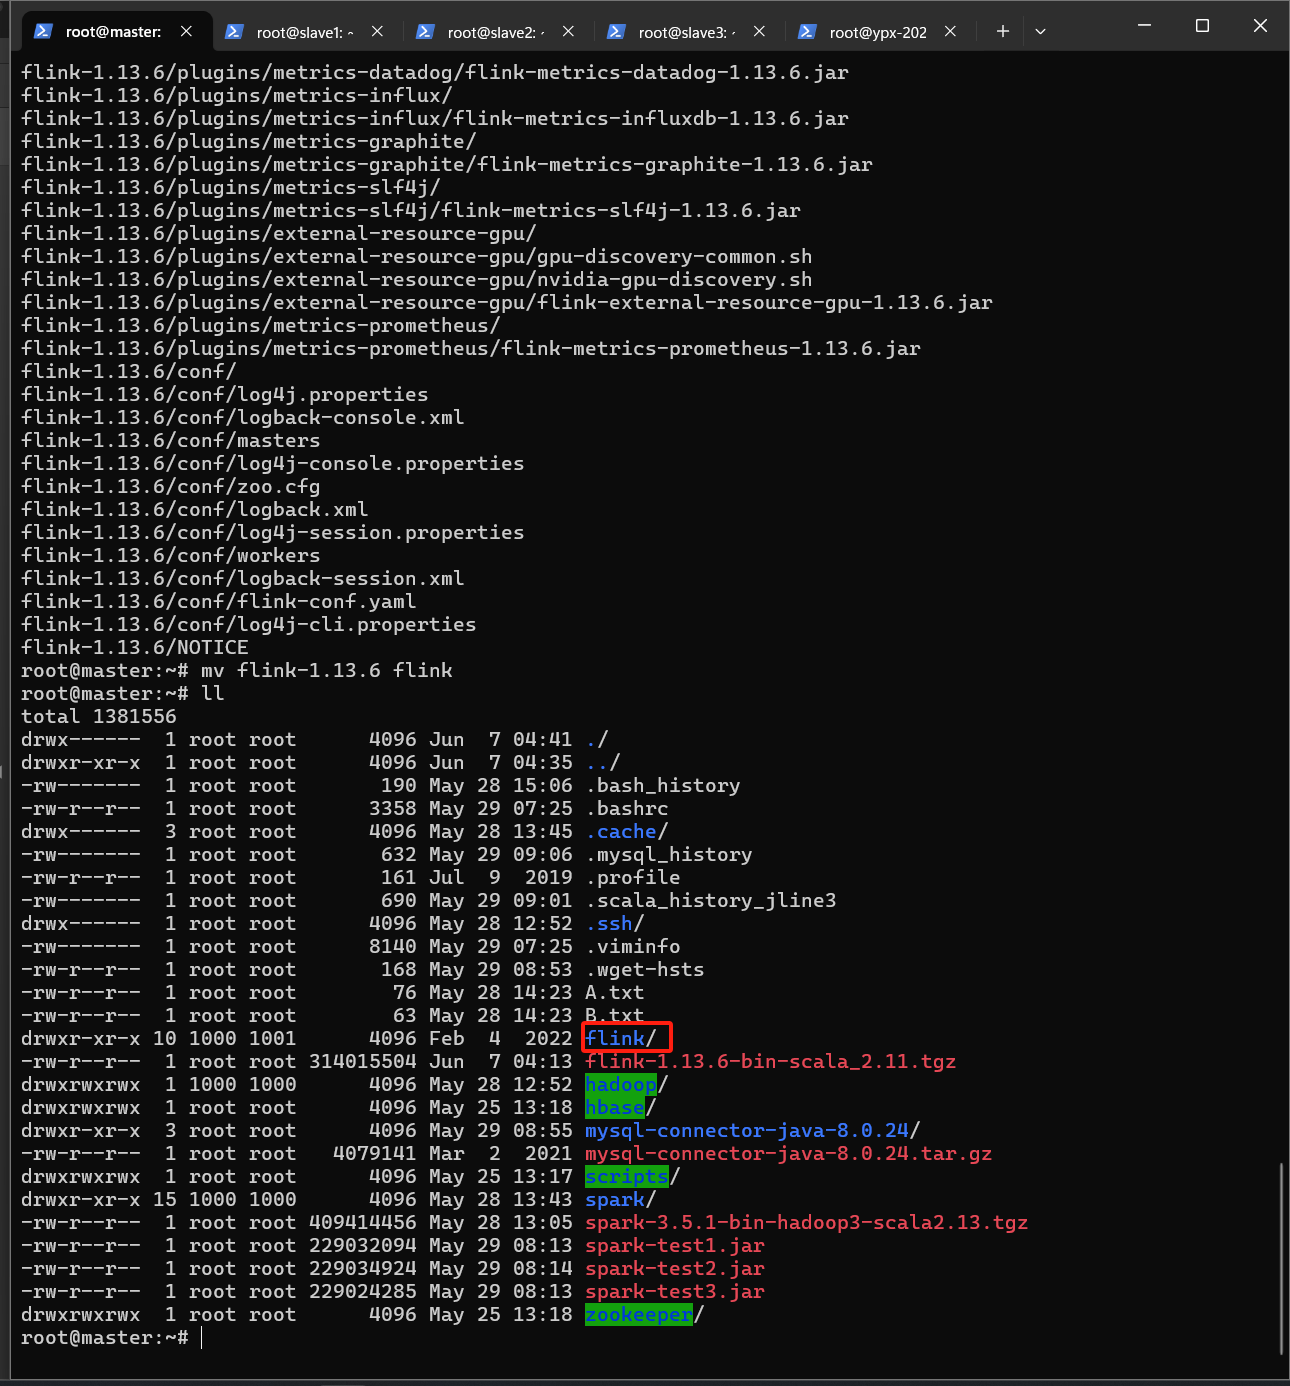 root@master: root@slave1: ~ root@slave2: ~ root@slave3: ~ root@ypx-202
flink-1.13.6/plugins/metrics-datadog/flink-metrics-datadog-1.13.6.jar
flink-1.13.6/plugins/metrics-influx/
flink-1.13.6/plugins/metrics-influx/flink-metrics-influxdb-1.13.6.jar
flink-1.13.6/plugins/metrics-graphite/
flink-1.13.6/plugins/metrics-graphite/flink-metrics-graphite-1.13.6.jar
flink-1.13.6/plugins/metrics-slf4j/
flink-1.13.6/plugins/metrics-slf4j/flink-metrics-slf4j-1.13.6.jar
flink-1.13.6/plugins/external-resource-gpu/
flink-1.13.6/plugins/external-resource-gpu/gpu-discovery-common.sh
flink-1.13.6/plugins/external-resource-gpu/nvidia-gpu-discovery.sh
flink-1.13.6/plugins/external-resource-gpu/flink-external-resource-gpu-1.13.6.jar
flink-1.13.6/plugins/metrics-prometheus/
flink-1.13.6/plugins/metrics-prometheus/flink-metrics-prometheus-1.13.6.jar
flink-1.13.6/conf/
flink-1.13.6/conf/log4j.properties
flink-1.13.6/conf/logback-console.xml
flink-1.13.6/conf/masters
flink-1.13.6/conf/log4j-console.properties
flink-1.13.6/conf/zoo.cfg
flink-1.13.6/conf/logback.xml
flink-1.13.6/conf/log4j-session.properties
flink-1.13.6/conf/workers
flink-1.13.6/conf/logback-session.xml
flink-1.13.6/conf/flink-conf.yaml
flink-1.13.6/conf/log4j-cli.properties
flink-1.13.6/NOTICE
root@master:~# mv flink-1.13.6 flink
root@master:~# ll
total 1381556
drwx------  1 root root      4096 Jun  7 04:41 ./
drwxr-xr-x  1 root root      4096 Jun  7 04:35 ../
-rw-------  1 root root       190 May 28 15:06 .bash_history
-rw-r--r--  1 root root      3358 May 29 07:25 .bashrc
drwx------  3 root root      4096 May 28 13:45 .cache/
-rw-------  1 root root       632 May 29 09:06 .mysql_history
-rw-r--r--  1 root root       161 Jul  9  2019 .profile
-rw-------  1 root root       690 May 29 09:01 .scala_history_jline3
drwx------  1 root root      4096 May 28 12:52 .ssh/
-rw-------  1 root root      8140 May 29 07:25 .viminfo
-rw-r--r--  1 root root       168 May 29 08:53 .wget-hsts
-rw-r--r--  1 root root        76 May 28 14:23 A.txt
-rw-r--r--  1 root root        63 May 28 14:23 B.txt
drwxr-xr-x 10 1000 1001      4096 Feb  4  2022 flink/
-rw-r--r--  1 root root 314015504 Jun  7 04:13 flink-1.13.6-bin-scala_2.11.tgz
drwxrwxrwx  1 1000 1000      4096 May 28 12:52 hadoop/
drwxrwxrwx  1 root root      4096 May 25 13:18 hbase/
drwxr-xr-x  3 root root      4096 May 29 08:55 mysql-connector-java-8.0.24/
-rw-r--r--  1 root root   4079141 Mar  2  2021 mysql-connector-java-8.0.24.tar.gz
drwxrwxrwx  1 root root      4096 May 25 13:17 scripts/
drwxr-xr-x 15 1000 1000      4096 May 28 13:43 spark/
-rw-r--r--  1 root root 409414456 May 28 13:05 spark-3.5.1-bin-hadoop3-scala2.13.tgz
-rw-r--r--  1 root root 229032094 May 29 08:13 spark-test1.jar
-rw-r--r--  1 root root 229034924 May 29 08:14 spark-test2.jar
-rw-r--r--  1 root root 229024285 May 29 08:13 spark-test3.jar
drwxrwxrwx  1 root root      4096 May 25 13:18 zookeeper/
root@master:~#